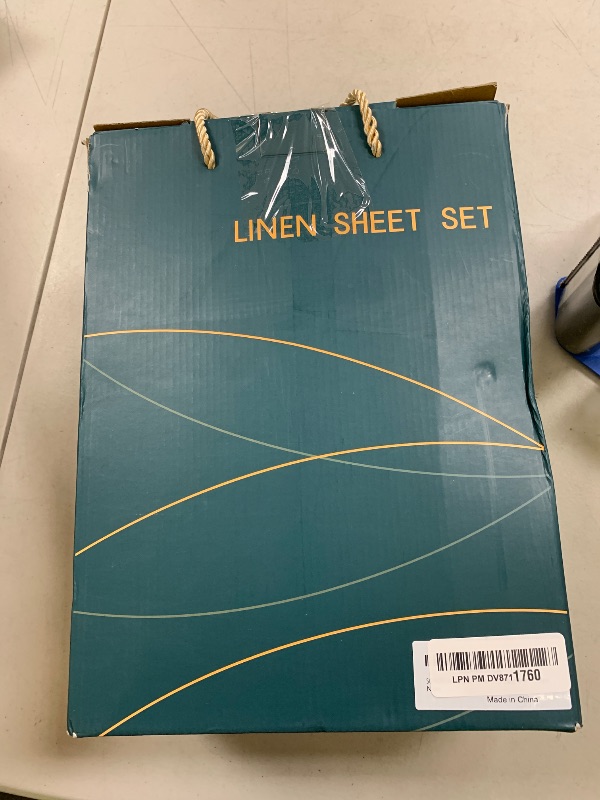 LINEN SHEET SET
LPN PM DV8711760
Made in China